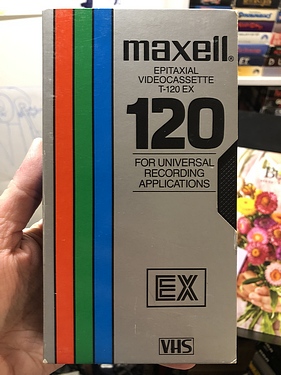 maxell®
EPITAXIAL
VIDEOCASSETTE
T-120 EX
120
FOR UNIVERSAL
RECORDING
APPLICATIONS
EX
VHS